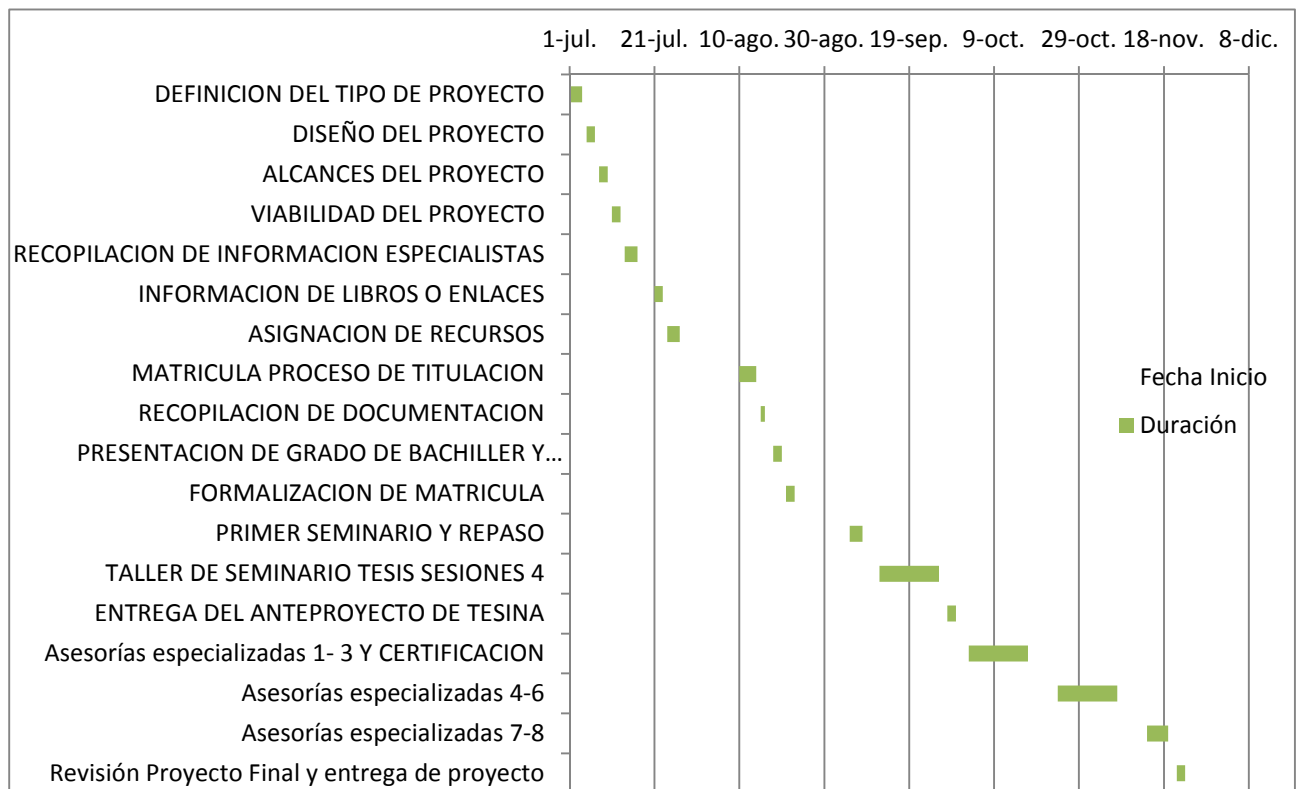 1-jul. 21-jul. 10-ago. 30-ago. 19-sep. 9-oct. 29-oct. 18-nov. 8-dic.
DEFINICION DEL TIPO DE PROYECTO
DISEÑO DEL PROYECTO
ALCANCES DEL PROYECTO
VIABILIDAD DEL PROYECTO
RECOPILACION DE INFORMACION ESPECIALISTAS
INFORMACION DE LIBROS O ENLACES
ASIGNACION DE RECURSOS
MATRICULA PROCESO DE TITULACION
Fecha Inicio
RECOPILACION DE DOCUMENTACION
Duración
PRESENTACION DE GRADO DE BACHILLER Y…
FORMALIZACION DE MATRICULA
PRIMER SEMINARIO Y REPASO
TALLER DE SEMINARIO TESIS SESIONES 4
ENTREGA DEL ANTEPROYECTO DE TESINA
Asesorías especializadas 1- 3 Y CERTIFICACION
Asesorías especializadas 4-6
Asesorías especializadas 7-8
Revisión Proyecto Final y entrega de proyecto